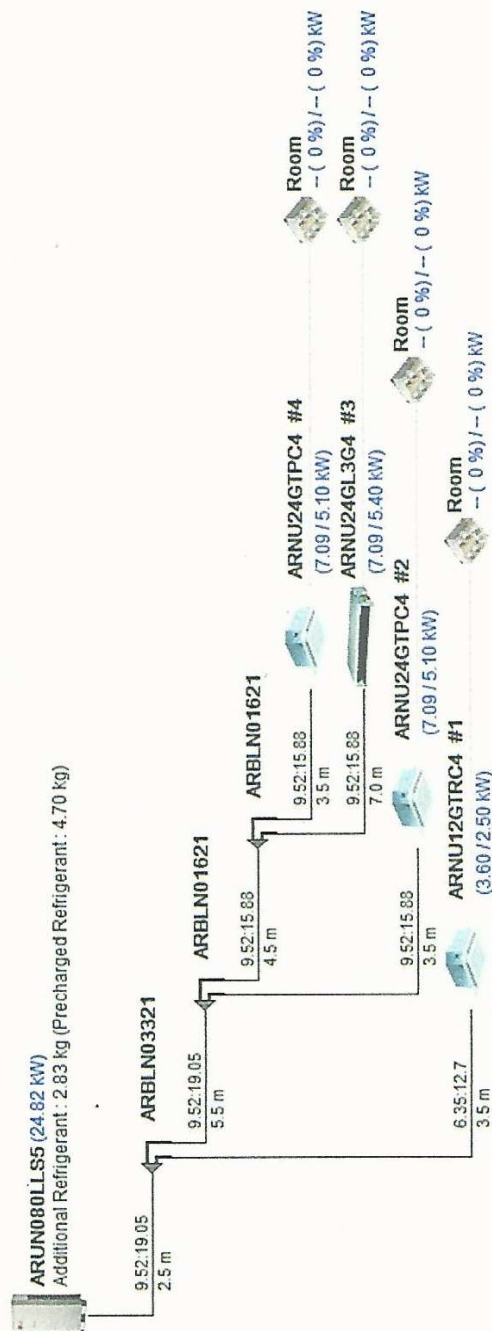 ARUN080LLS5 (24.82 kW)
Additional Refrigerant : 2.83 kg (Precharged Refrigerant : 4.70 kg)
9.52:19.05
2.5 m
ARBLN03321
9.52:19.05
5.5 m
ARBLN01621
9.52:15.88
4.5 m
ARBLN01621
9.52:15.88
3.5 m
ARNU24GTPC4 #4
(7.09 / 5.10 kW)
Room
-- ( 0 %) / -- ( 0 %) kW
9.52:15.88
7.0 m
ARNU24GL3G4 #3
(7.09 / 5.40 kW)
Room
-- ( 0 %) / -- ( 0 %) kW
9.52:15.88
3.5 m
ARNU24GTPC4 #2
(7.09 / 5.10 kW)
Room
-- ( 0 %) / -- ( 0 %) kW
6.35:12.7
3.5 m
ARNU12GTRC4 #1
(3.60 / 2.50 kW)
Room
-- ( 0 %) / -- ( 0 %) kW